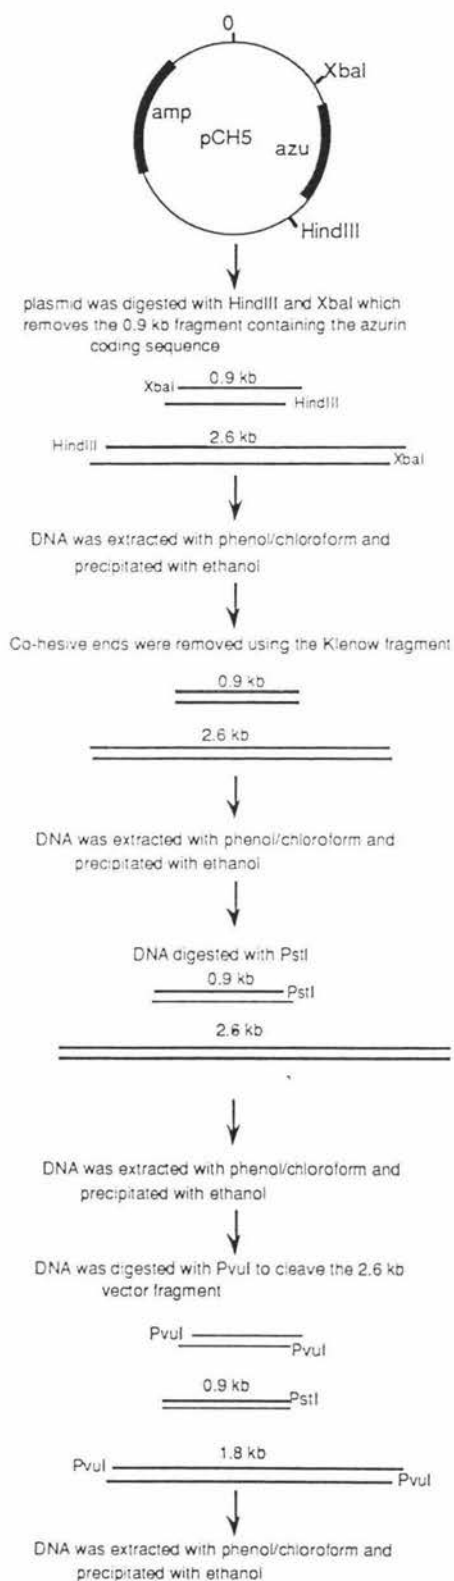 0
XbaI
amp
pCH5
azu
HindIII
plasmid was digested with HindIII and XbaI which
removes the 0.9 kb fragment containing the azurin
coding sequence
XbaI
0.9 kb
HindIII
HindIII
2.6 kb
XbaI
DNA was extracted with phenol/chloroform and
precipitated with ethanol
Co-hesive ends were removed using the Klenow fragment
0.9 kb
2.6 kb
DNA was extracted with phenol/chloroform and
precipitated with ethanol
DNA digested with PstI
0.9 kb
PstI
2.6 kb
DNA was extracted with phenol/chloroform and
precipitated with ethanol
DNA was digested with PvuI to cleave the 2.6 kb
vector fragment
PvuI
PvuI
0.9 kb
PstI
1.8 kb
PvuI
PvuI
DNA was extracted with phenol/chloroform and
precipitated with ethanol